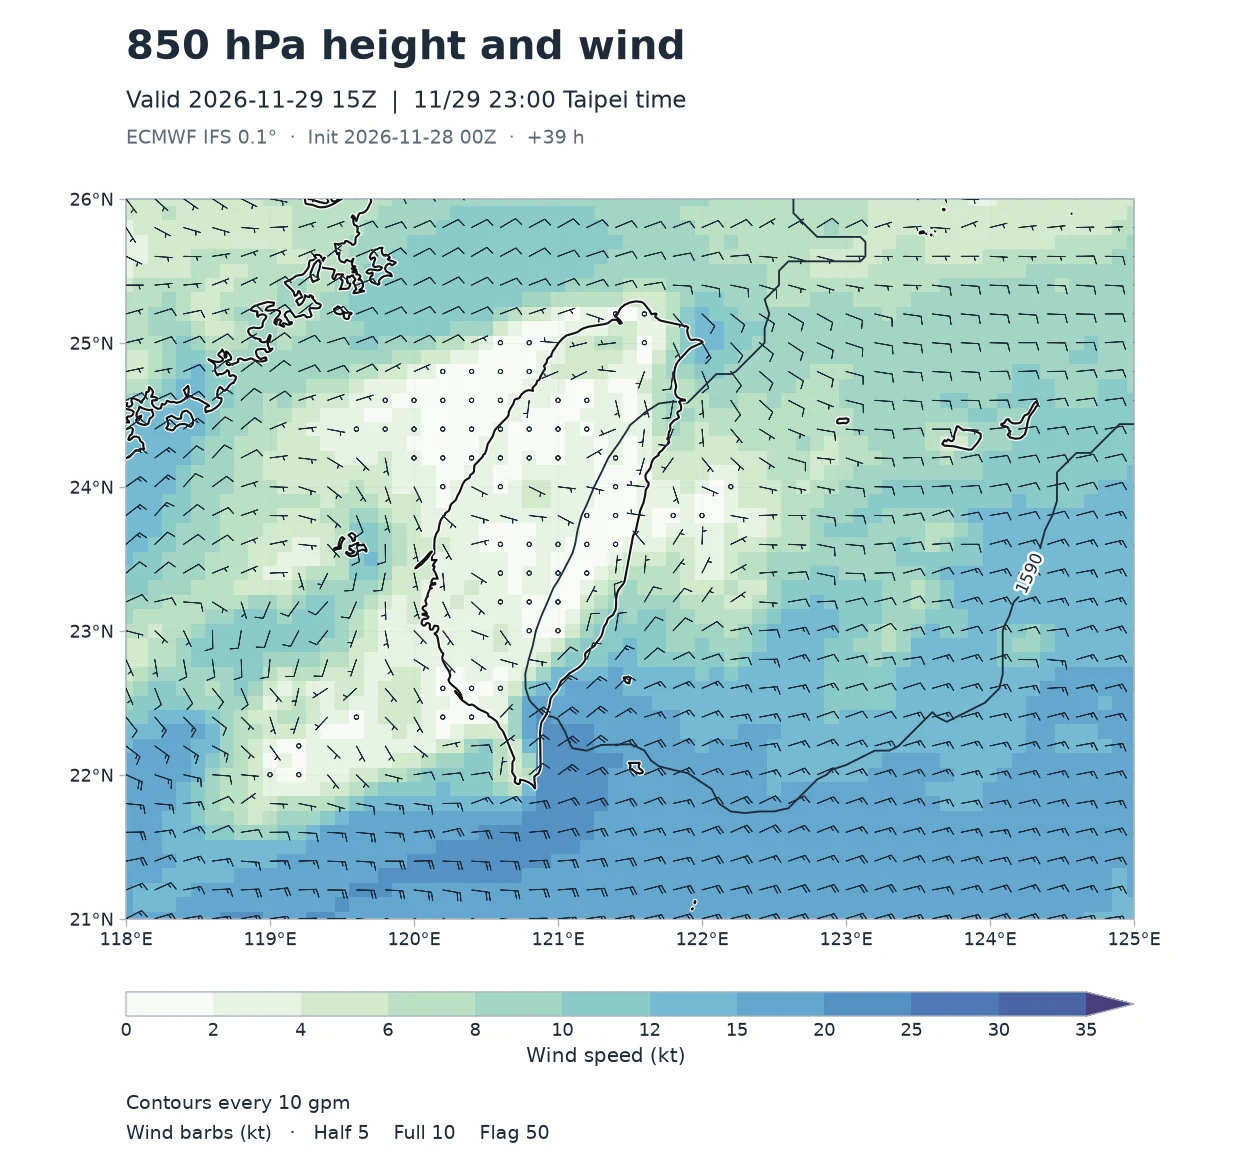 850 hPa height and wind
Valid 2026-11-29 15Z | 11/29 23:00 Taipei time
ECMWF IFS 0.1° · Init 2026-11-28 00Z · +39 h
26°N
25°N
24°N
23°N
22°N
21°N
1590
118°E 119°E 120°E 121°E 122°E 123°E 124°E 125°E
0 2 4 6 8 10 12 15 20 25 30 35
Wind speed (kt)
Contours every 10 gpm
Wind barbs (kt) · Half 5 Full 10 Flag 50